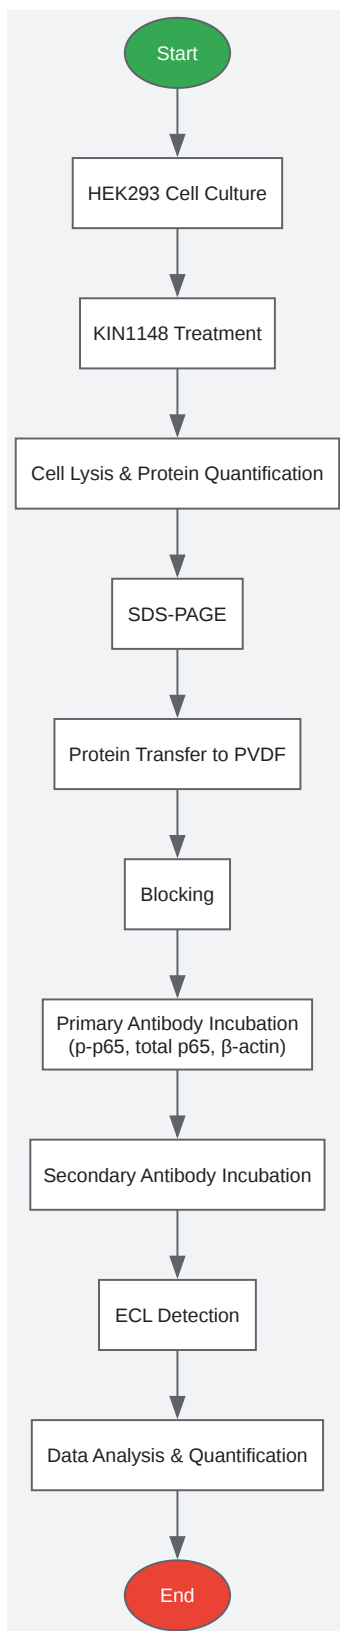 Start
HEK293 Cell Culture
KIN1148 Treatment
Cell Lysis & Protein Quantification
SDS-PAGE
Protein Transfer to PVDF
Blocking
Primary Antibody Incubation
(p-p65, total p65, β-actin)
Secondary Antibody Incubation
ECL Detection
Data Analysis & Quantification
End